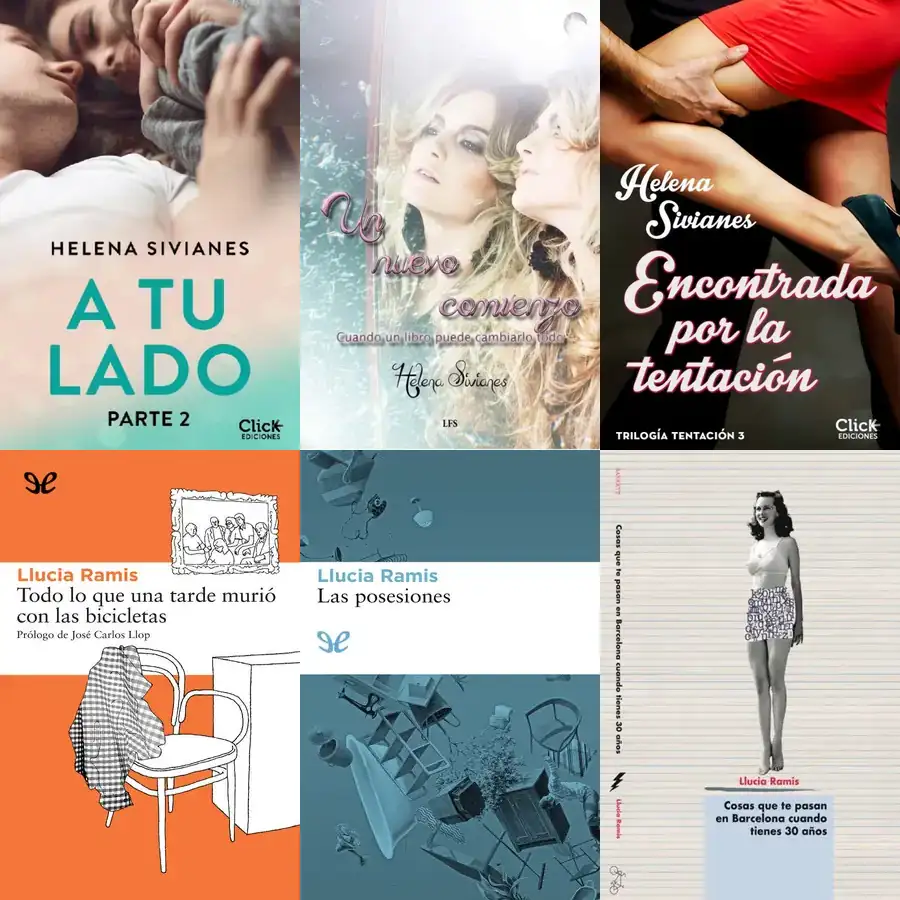 HELENA SIVIANES
A TU
LADO
PARTE 2
Click
EDICIONES
Un
nuevo
comienzo
Cuando un libro puede cambiarlo todo...
Helena Sivianes
LFS
Helena
Sivianes
Encontrada
por la
tentación
TRILOGÍA TENTACIÓN 3
Click
EDICIONES
Llucia Ramis
Todo lo que una tarde murió
con las bicicletas
Prólogo de José Carlos Llop
Llucia Ramis
Las posesiones
Cosas que te pasan en Barcelona cuando tienes 30 años
Llucia Ramis
Llucia Ramis
Cosas que te pasan
en Barcelona cuando
tienes 30 años